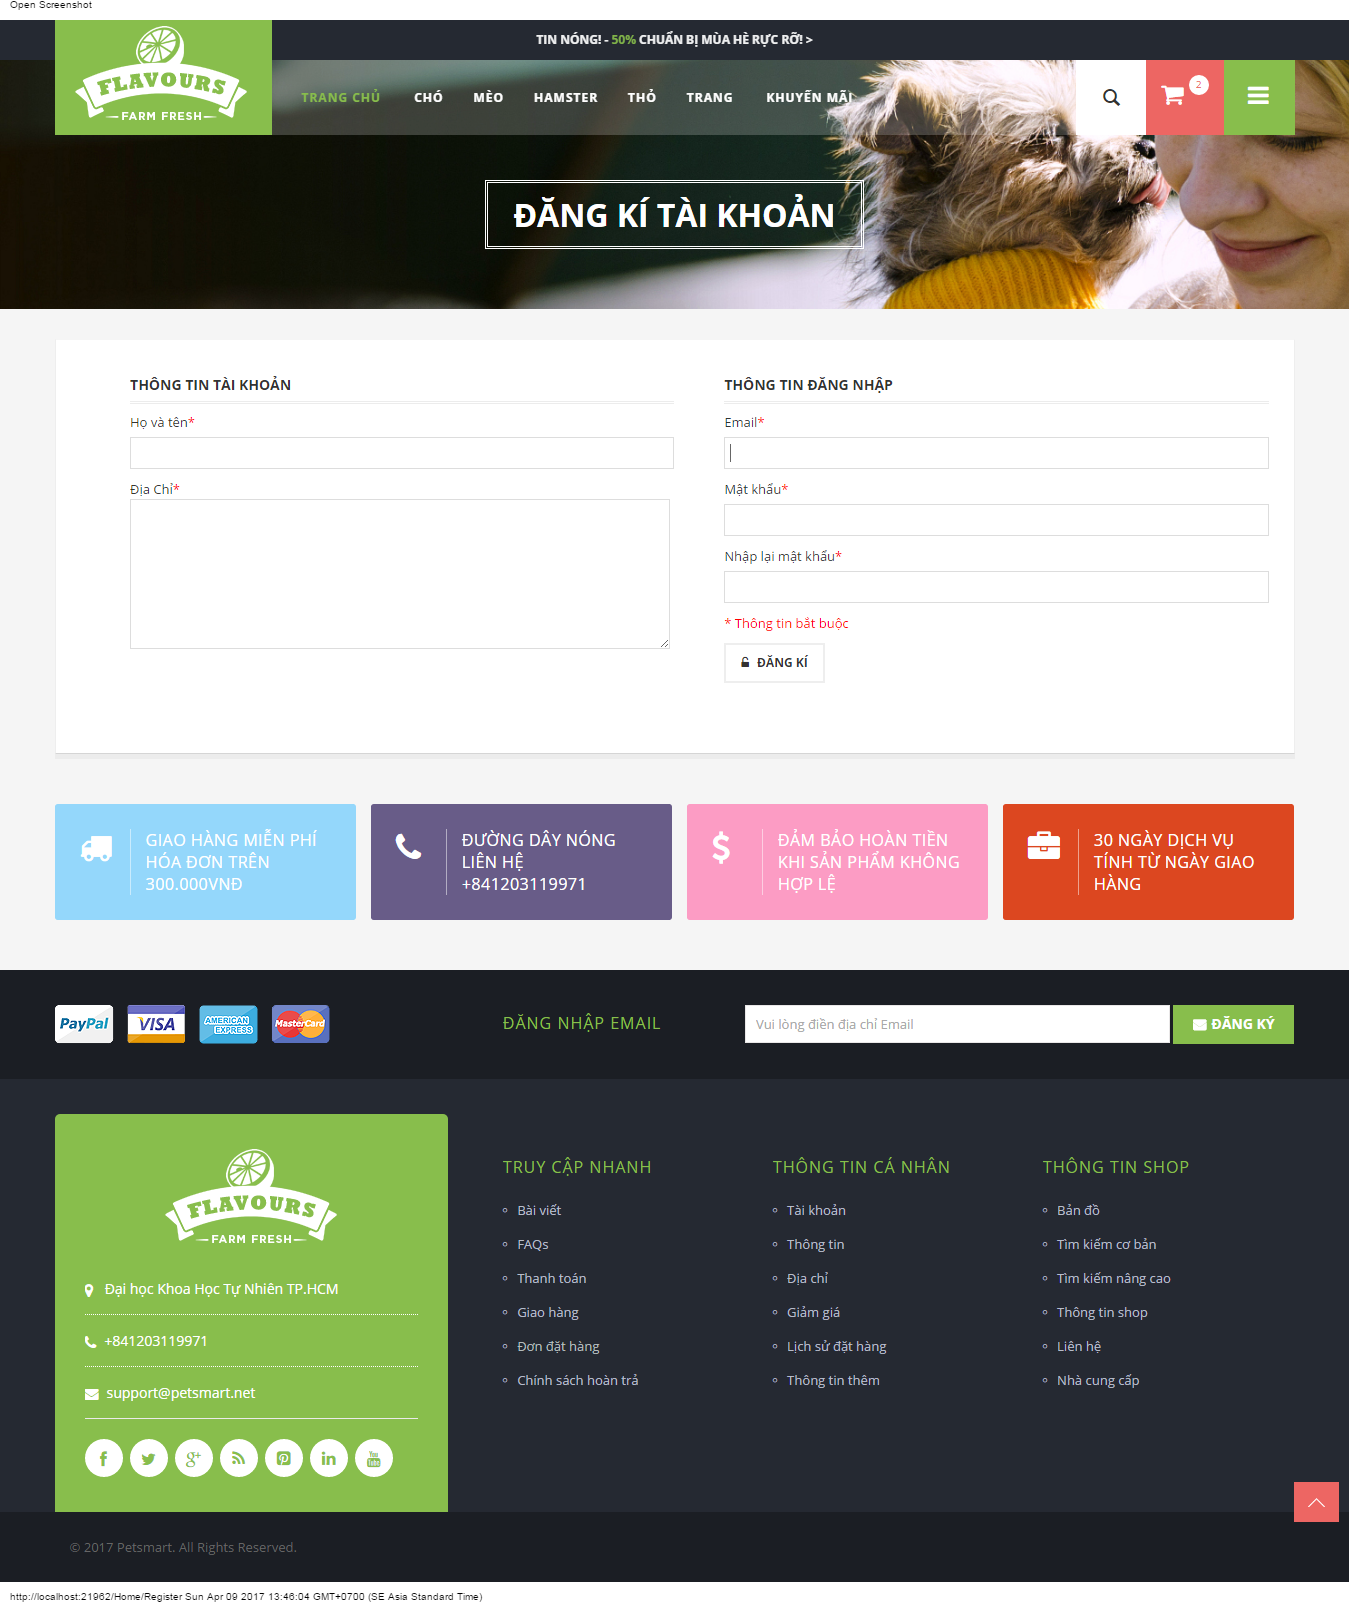 Open Screenshot
TIN NÓNG! - 50% CHUẨN BỊ MÙA HÈ RỰC RỠ! >
FLAVOURS
FARM FRESH
TRANG CHỦ CHÓ MÈO HAMSTER THỎ TRANG KHUYẾN MÃI
2
ĐĂNG KÍ TÀI KHOẢN
THÔNG TIN TÀI KHOẢN
Họ và tên*
Địa Chỉ*
THÔNG TIN ĐĂNG NHẬP
Email*
Mật khẩu*
Nhập lại mật khẩu*
* Thông tin bắt buộc
ĐĂNG KÍ
GIAO HÀNG MIỄN PHÍ
HÓA ĐƠN TRÊN
300.000VNĐ
ĐƯỜNG DÂY NÓNG
LIÊN HỆ
+841203119971
ĐẢM BẢO HOÀN TIỀN
KHI SẢN PHẨM KHÔNG
HỢP LỆ
30 NGÀY DỊCH VỤ
TÍNH TỪ NGÀY GIAO
HÀNG
PayPal
VISA
AMERICAN
EXPRESS
MasterCard
ĐĂNG NHẬP EMAIL
Vui lòng điền địa chỉ Email
ĐĂNG KÝ
FLAVOURS
FARM FRESH
Đại học Khoa Học Tự Nhiên TP.HCM
+841203119971
support@petsmart.net
You
Tube
TRUY CẬP NHANH
Bài viết
FAQs
Thanh toán
Giao hàng
Đơn đặt hàng
Chính sách hoàn trả
THÔNG TIN CÁ NHÂN
Tài khoản
Thông tin
Địa chỉ
Giảm giá
Lịch sử đặt hàng
Thông tin thêm
THÔNG TIN SHOP
Bản đồ
Tìm kiếm cơ bản
Tìm kiếm nâng cao
Thông tin shop
Liên hệ
Nhà cung cấp
© 2017 Petsmart. All Rights Reserved.
http://localhost:21962/Home/Register Sun Apr 09 2017 13:46:04 GMT+0700 (SE Asia Standard Time)